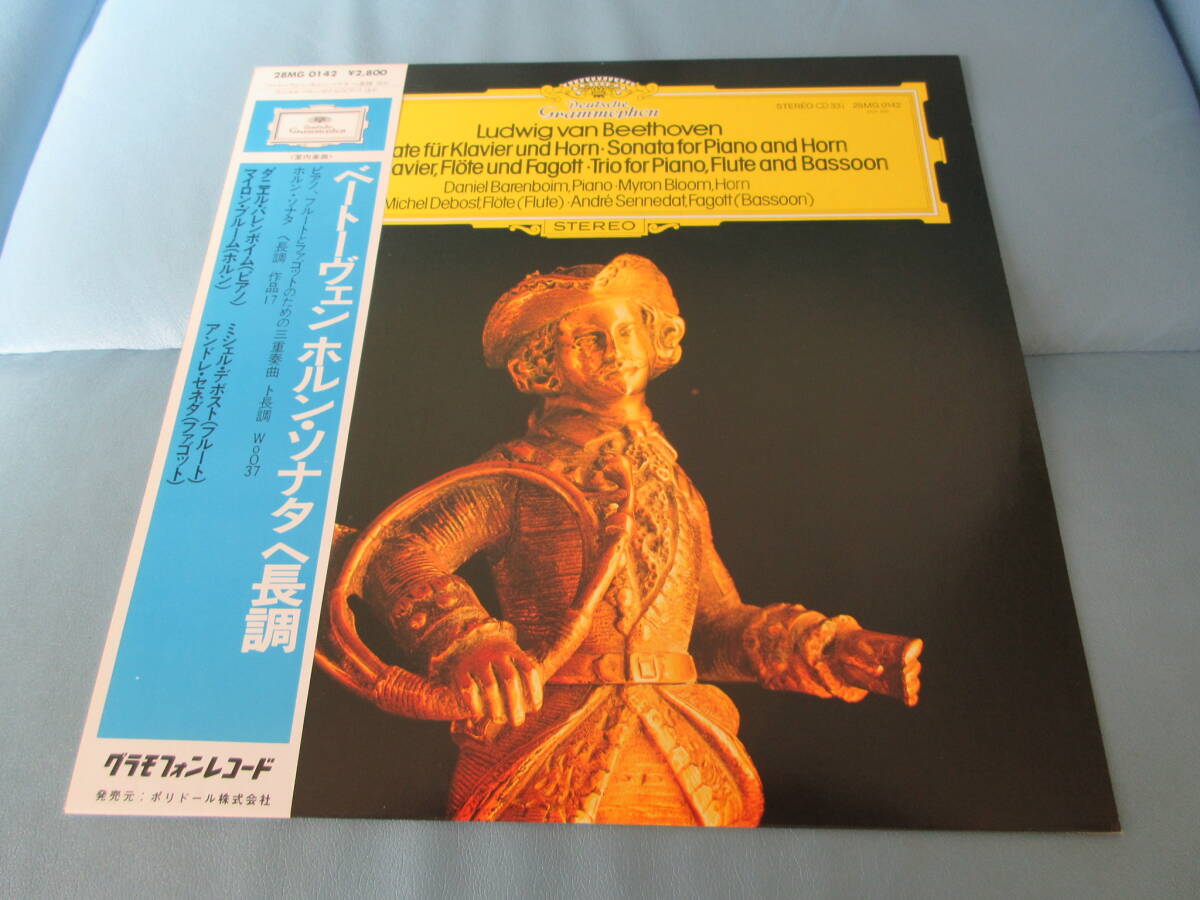 28MG 0142 ¥2,800
Deutsche
Grammophon
〈室内楽曲〉
ベートーヴェン ホルン・ソナタ ヘ長調
ピアノ、フルートとファゴットのための三重奏曲 ト長調 WoO37
ホルン・ソナタ ヘ長調 作品17
ダニエル・バレンボイム(ピアノ)
マイロン・ブルーム(ホルン)
ミシェル・デボスト(フルート)
アンドレ・セネダ(ファゴット)
グラモフォンレコード
発売元:ポリドール株式会社
Deutsche
Grammophon
STEREO CD 33⅓ 28MG 0142
Ludwig van Beethoven
ate für Klavier und Horn · Sonata for Piano and Horn
avier, Flöte und Fagott · Trio for Piano, Flute and Bassoon
Daniel Barenboim, Piano · Myron Bloom, Horn
Michel Debost, Flöte (Flute) · André Sennedat, Fagott (Bassoon)
STEREO